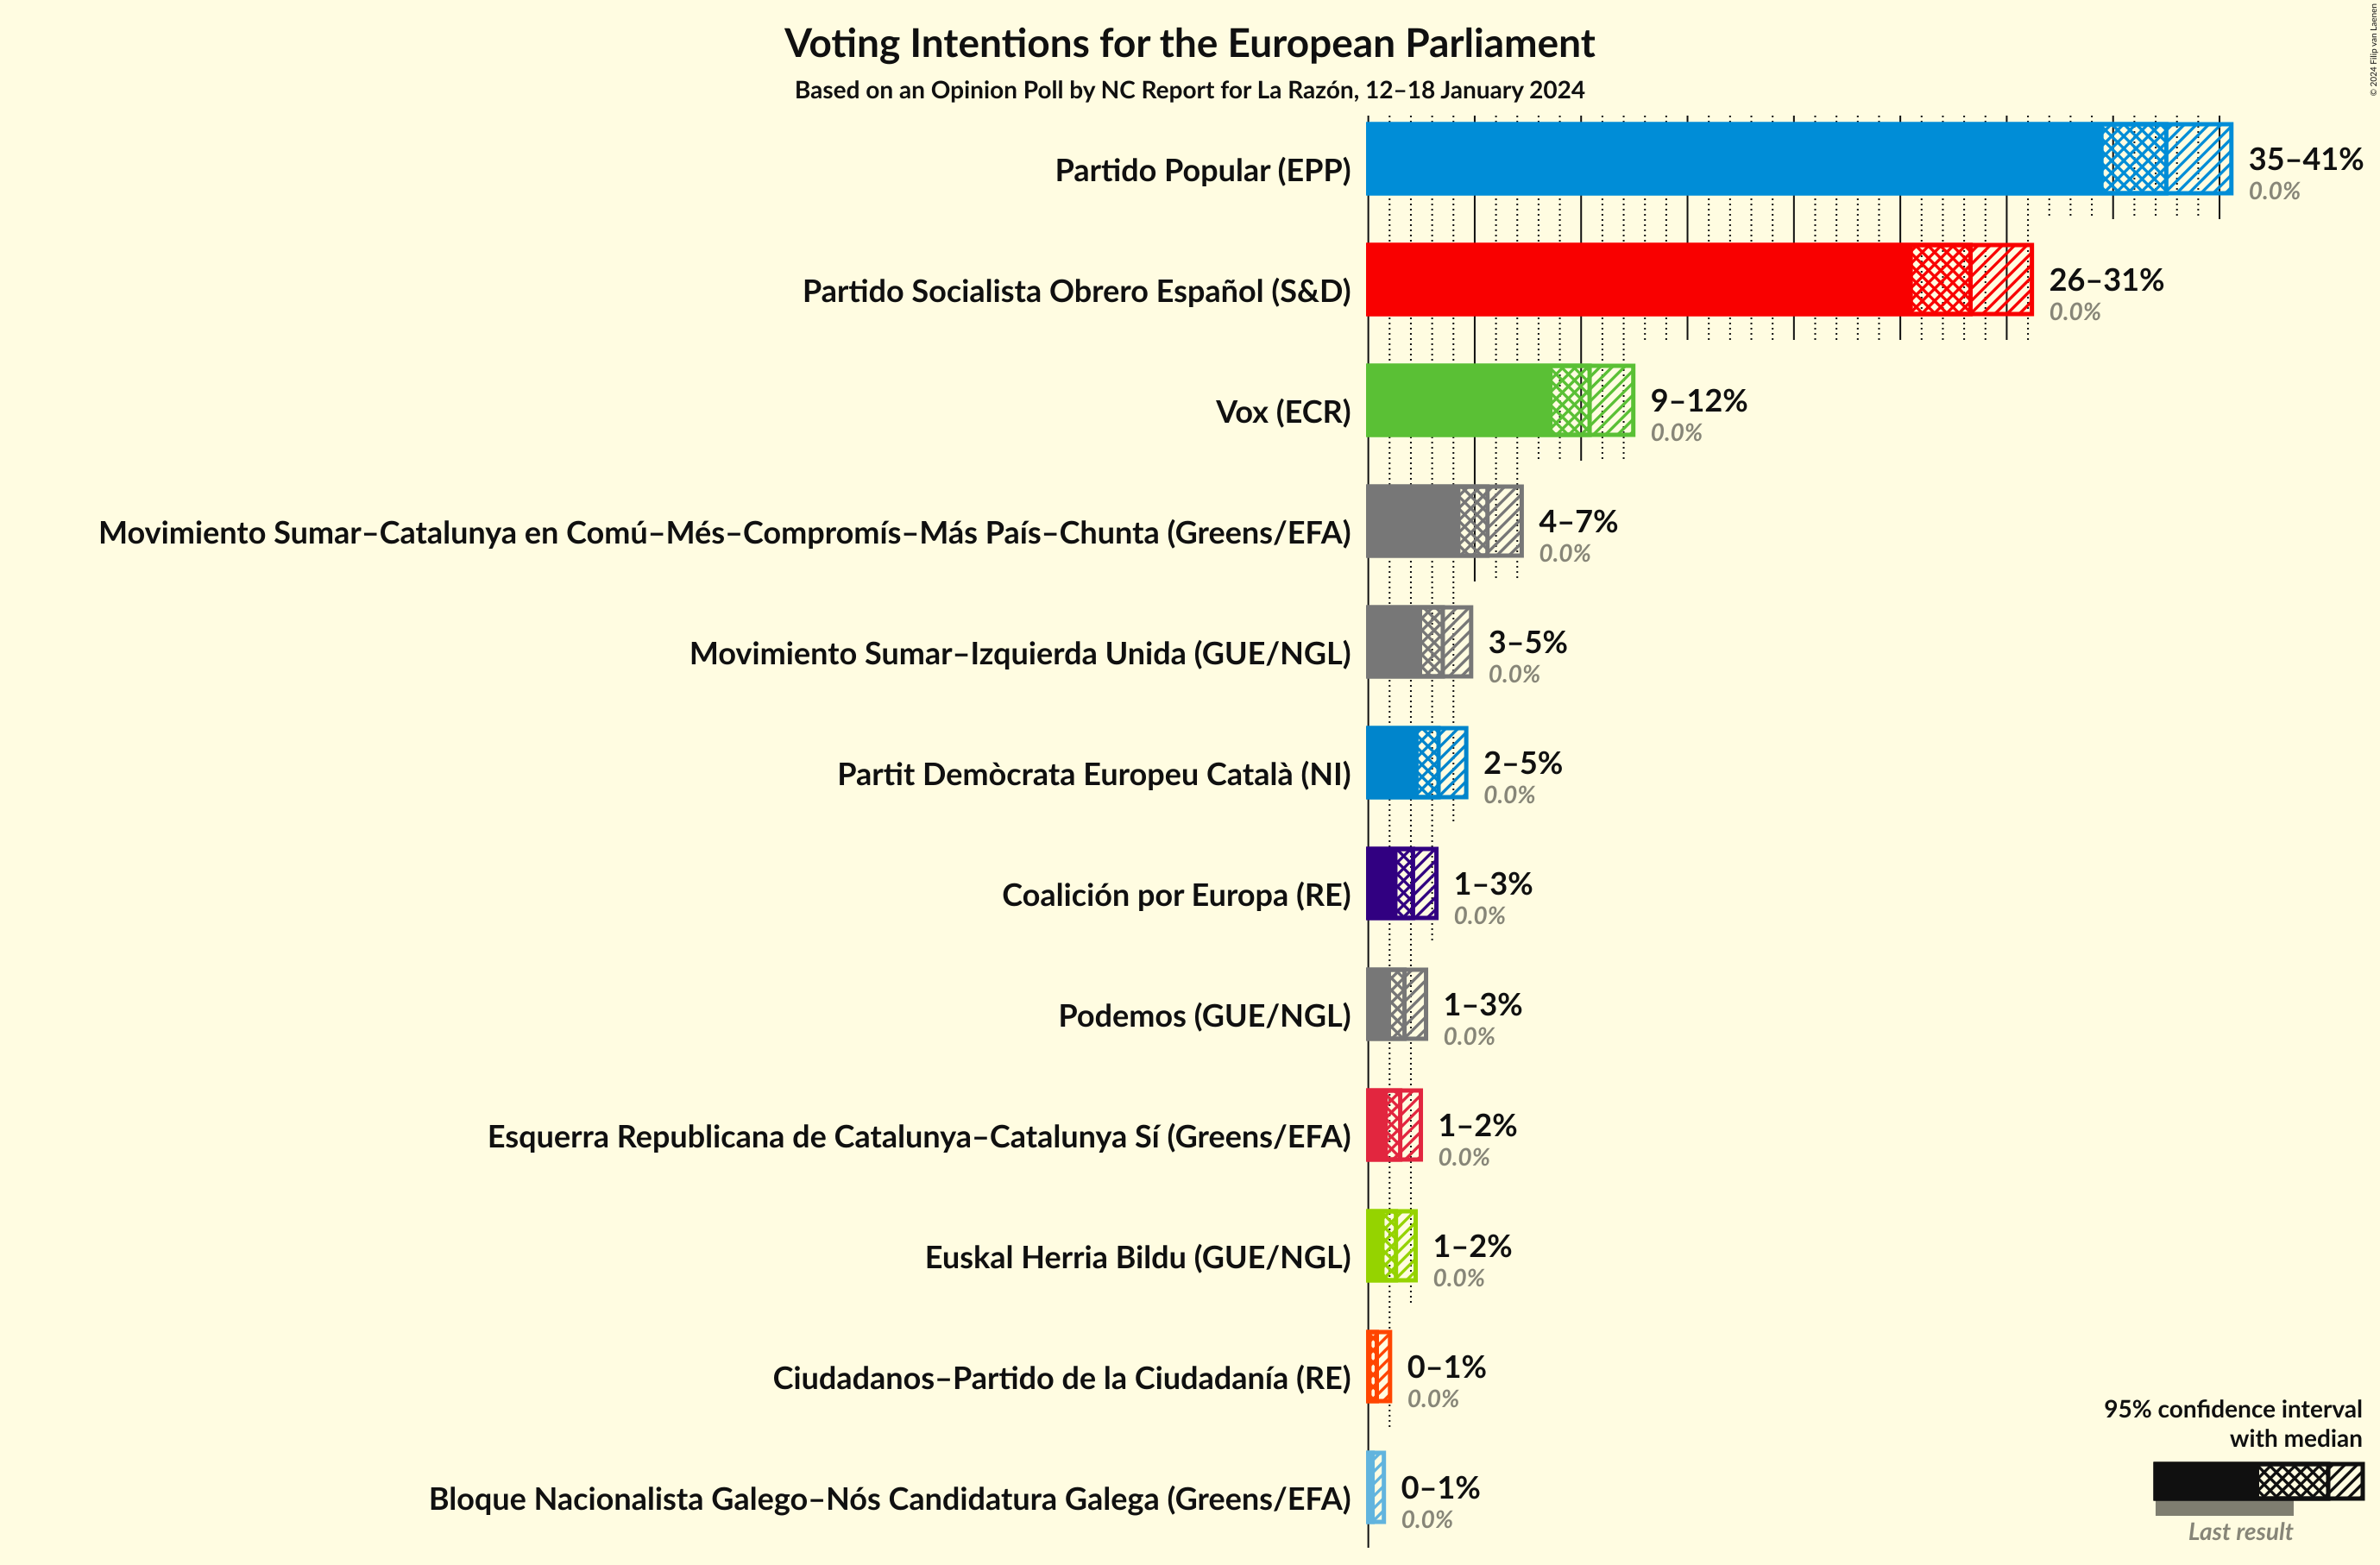 Voting Intentions for the European Parliament
Based on an Opinion Poll by NC Report for La Razón, 12–18 January 2024
© 2024 Filip van Laenen
Partido Popular (EPP)
35–41%
0.0%
Partido Socialista Obrero Español (S&D)
26–31%
0.0%
Vox (ECR)
9–12%
0.0%
Movimiento Sumar–Catalunya en Comú–Més–Compromís–Más País–Chunta (Greens/EFA)
4–7%
0.0%
Movimiento Sumar–Izquierda Unida (GUE/NGL)
3–5%
0.0%
Partit Demòcrata Europeu Català (NI)
2–5%
0.0%
Coalición por Europa (RE)
1–3%
0.0%
Podemos (GUE/NGL)
1–3%
0.0%
Esquerra Republicana de Catalunya–Catalunya Sí (Greens/EFA)
1–2%
0.0%
Euskal Herria Bildu (GUE/NGL)
1–2%
0.0%
Ciudadanos–Partido de la Ciudadanía (RE)
0–1%
0.0%
Bloque Nacionalista Galego–Nós Candidatura Galega (Greens/EFA)
0–1%
0.0%
95% confidence interval
with median
Last result